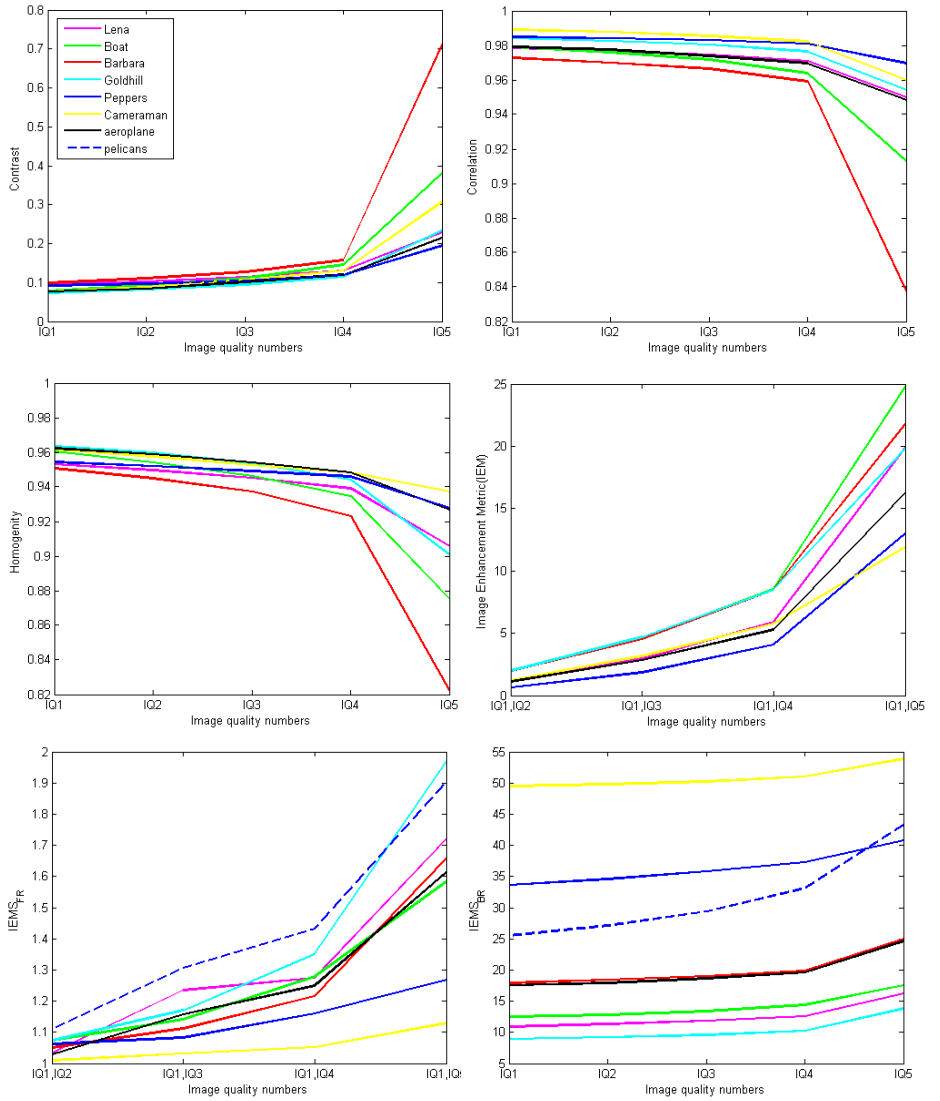 0.8
0.7
0.6
0.5
0.4
0.3
0.2
0.1
0
Contrast
Lena
Boat
Barbara
Goldhill
Peppers
Cameraman
aeroplane
pelicans
IQ1 IQ2 IQ3 IQ4 IQ5
Image quality numbers
1
0.98
0.96
0.94
0.92
0.9
0.88
0.86
0.84
0.82
Correlation
IQ1 IQ2 IQ3 IQ4 IQ5
Image quality numbers
1
0.98
0.96
0.94
0.92
0.9
0.88
0.86
0.84
0.82
Homogenity
IQ1 IQ2 IQ3 IQ4 IQ5
Image quality numbers
25
20
15
10
5
0
Image Enhancement Metric(IEM)
IQ1,IQ2 IQ1,IQ3 IQ1,IQ4 IQ1,IQ5
Image quality numbers
2
1.9
1.8
1.7
1.6
1.5
1.4
1.3
1.2
1.1
1
IEMS_FR
IQ1,IQ2 IQ1,IQ3 IQ1,IQ4 IQ1,IQ
Image quality numbers
55
50
45
40
35
30
25
20
15
10
5
IEMS_BR
IQ1 IQ2 IQ3 IQ4 IQ5
Image quality numbers